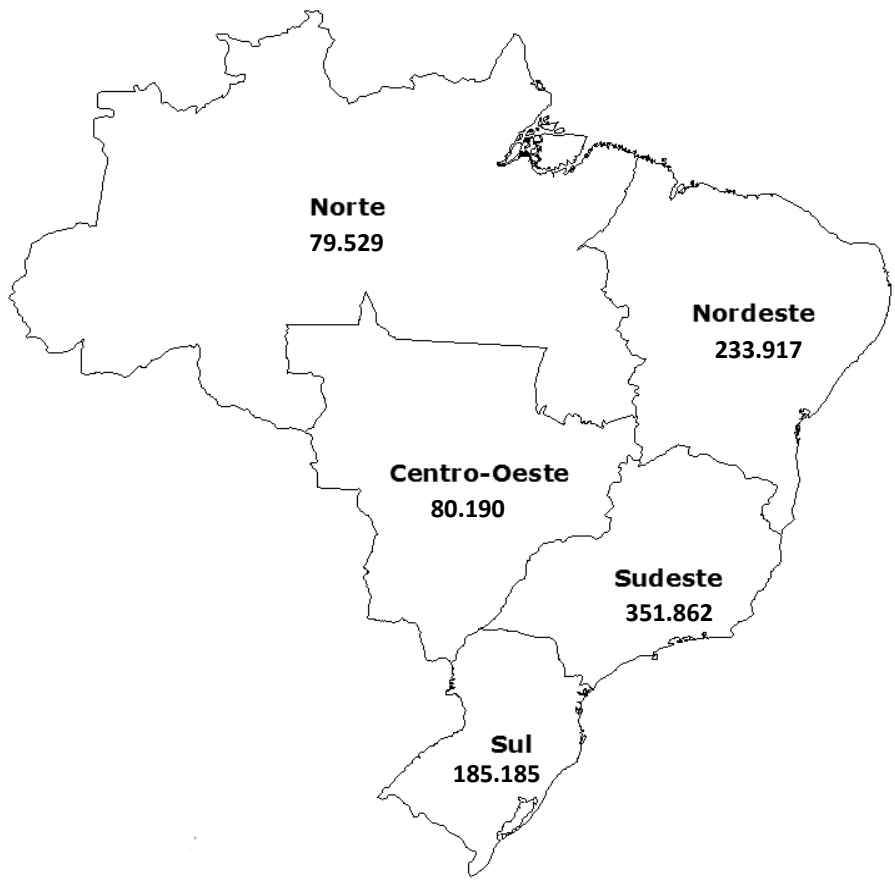 Norte
79.529
Nordeste
233.917
Centro-Oeste
80.190
Sudeste
351.862
Sul
185.185